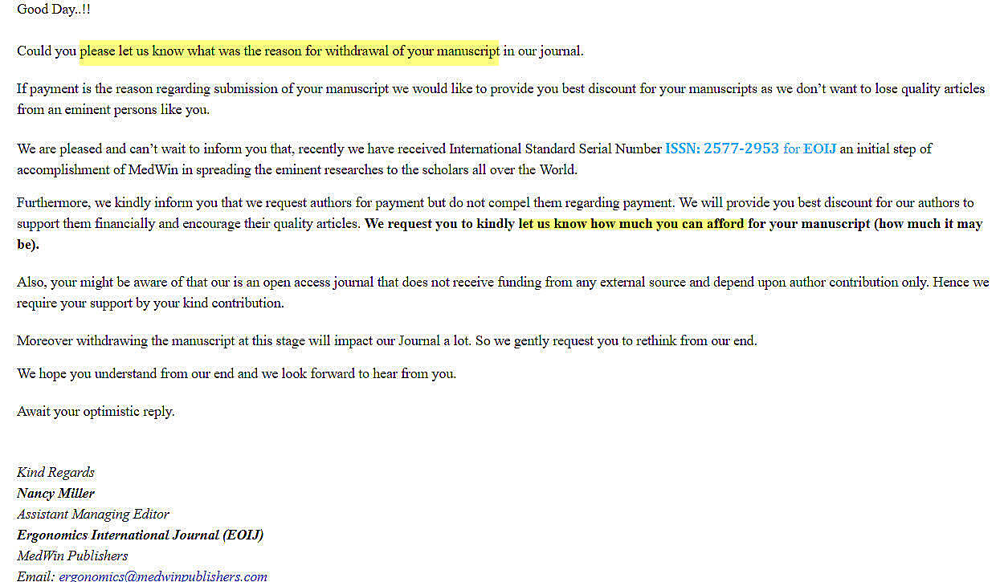 Good Day..!!
Could you please let us know what was the reason for withdrawal of your manuscript in our journal.
If payment is the reason regarding submission of your manuscript we would like to provide you best discount for your manuscripts as we don’t want to lose quality articles
from an eminent persons like you.
We are pleased and can’t wait to inform you that, recently we have received International Standard Serial Number ISSN: 2577-2953 for EOIJ an initial step of
accomplishment of MedWin in spreading the eminent researches to the scholars all over the World.
Furthermore, we kindly inform you that we request authors for payment but do not compel them regarding payment. We will provide you best discount for our authors to
support them financially and encourage their quality articles. We request you to kindly let us know how much you can afford for your manuscript (how much it may
be).
Also, your might be aware of that our is an open access journal that does not receive funding from any external source and depend upon author contribution only. Hence we
require your support by your kind contribution.
Moreover withdrawing the manuscript at this stage will impact our Journal a lot. So we gently request you to rethink from our end.
We hope you understand from our end and we look forward to hear from you.
Await your optimistic reply.
Kind Regards
Nancy Miller
Assistant Managing Editor
Ergonomics International Journal (EOIJ)
MedWin Publishers
Email: ergonomics@medwinpublishers.com